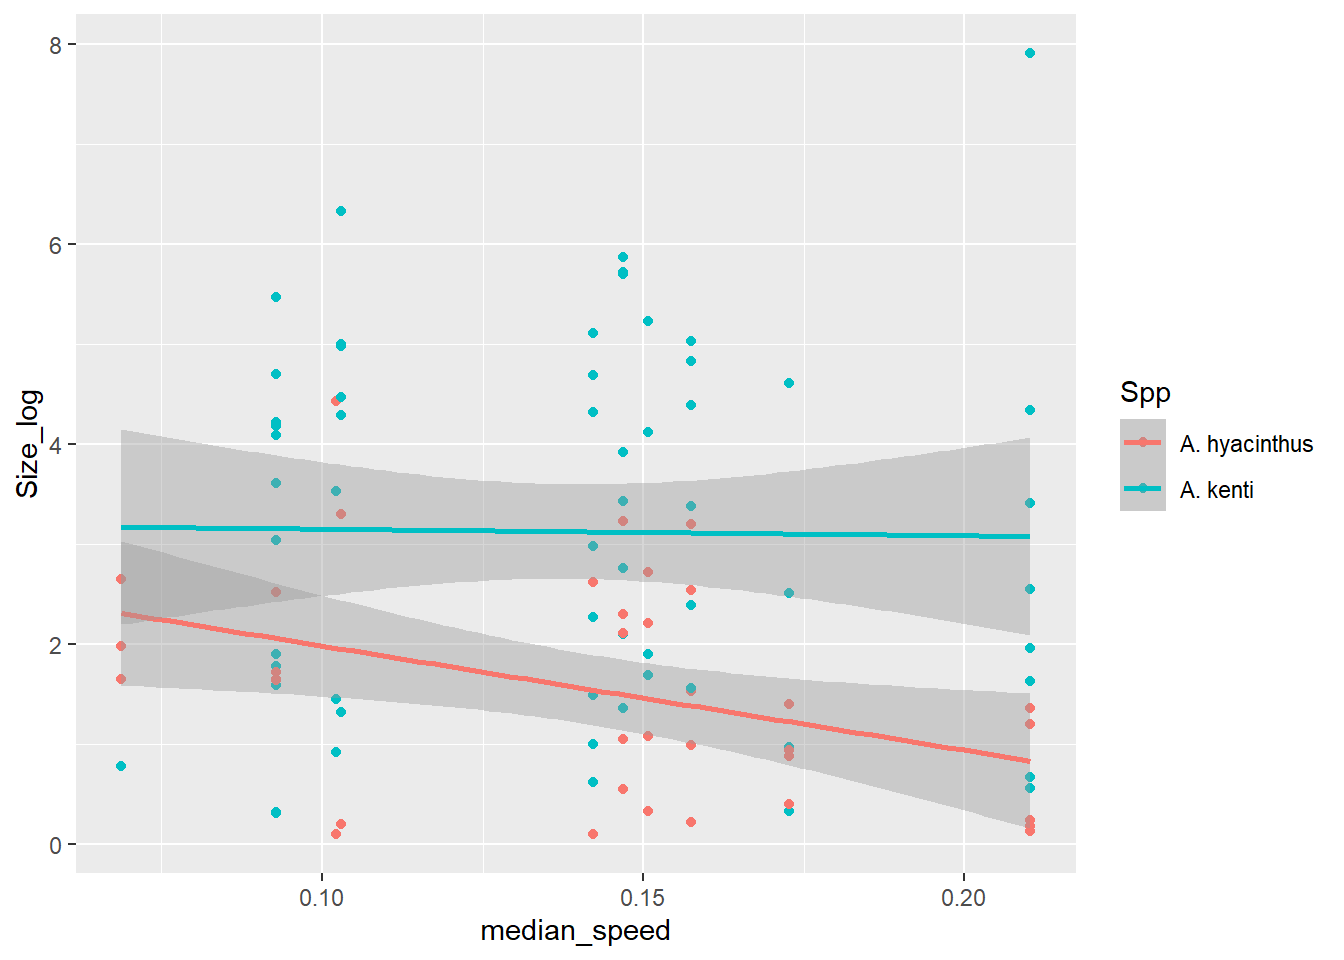 8
6
4
2
0
Size_log
0.10
0.15
0.20
median_speed
Spp
A. hyacinthus
A. kenti